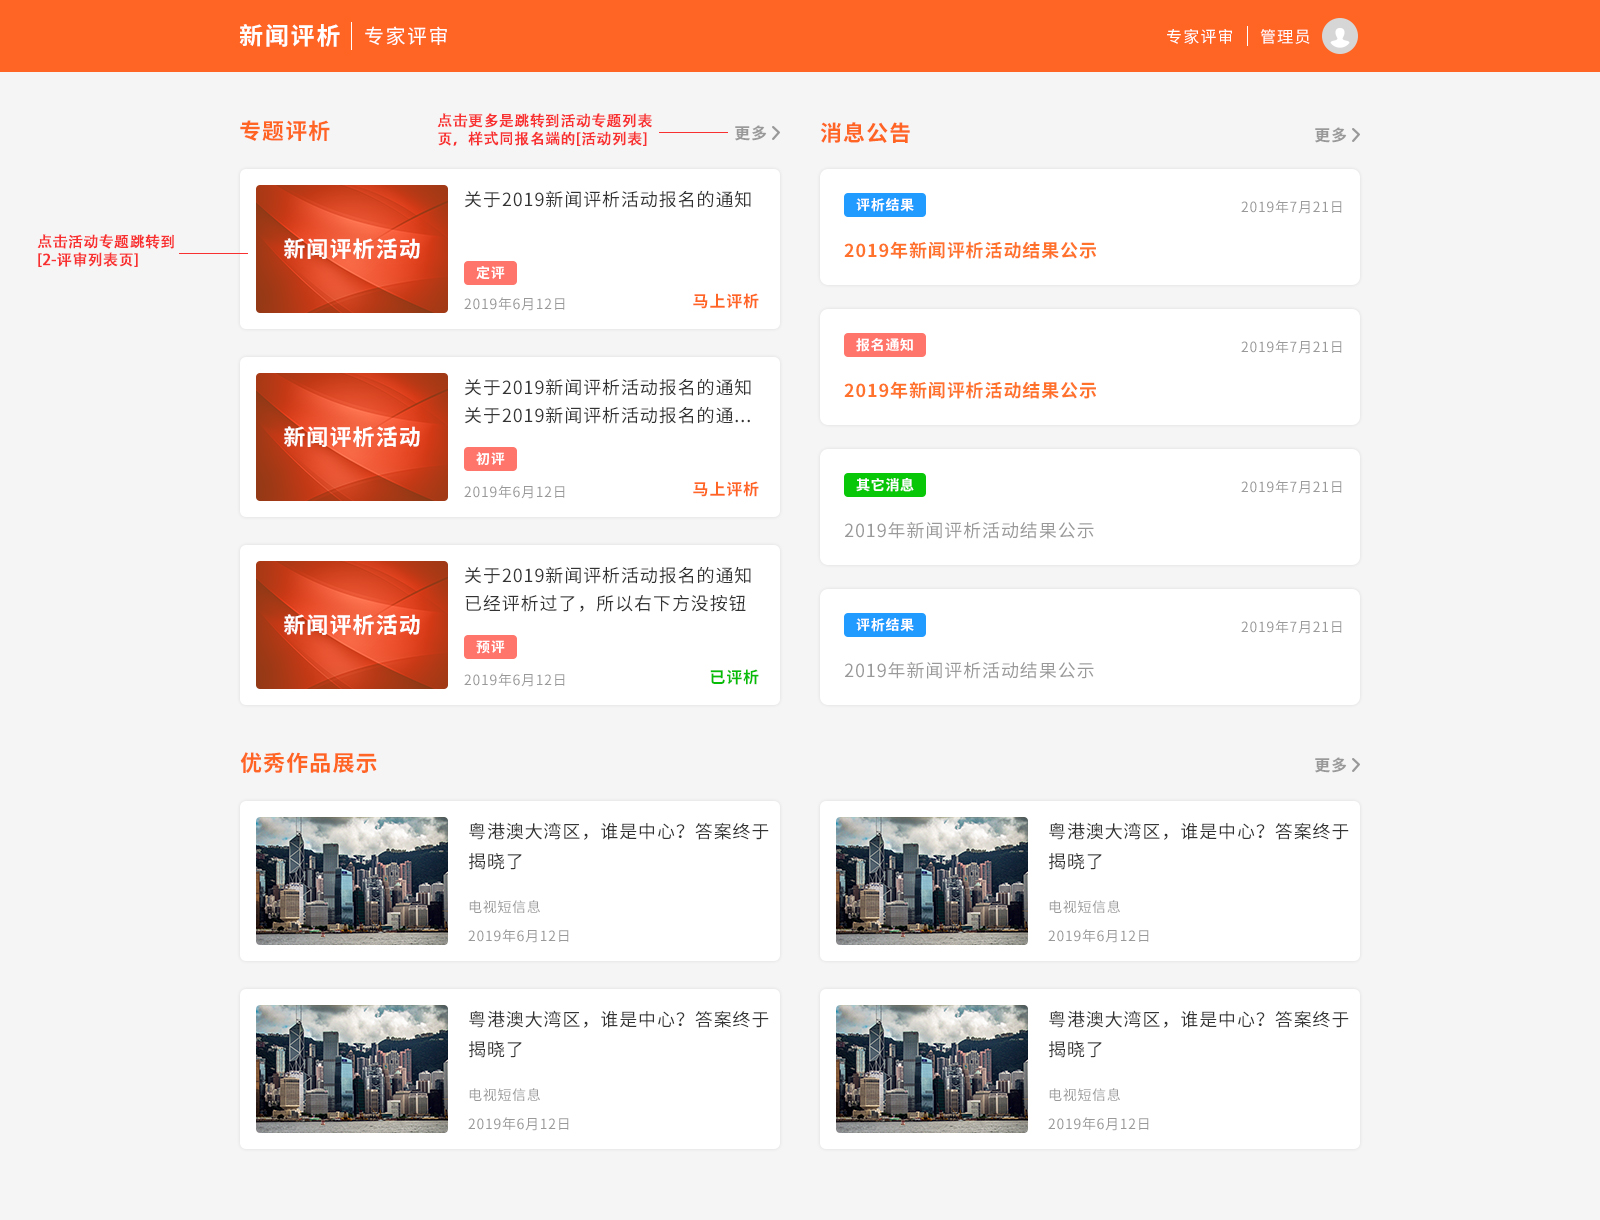 新闻评析 专家评审
专家评审 管理员
专题评析
点击更多是跳转到活动专题列表
页，样式同报名端的[活动列表]
更多
点击活动专题跳转到
[2-评审列表页]
新闻评析活动
关于2019新闻评析活动报名的通知
定评
2019年6月12日
马上评析
新闻评析活动
关于2019新闻评析活动报名的通知
关于2019新闻评析活动报名的通...
初评
2019年6月12日
马上评析
新闻评析活动
关于2019新闻评析活动报名的通知
已经评析过了，所以右下方没按钮
预评
2019年6月12日
已评析
消息公告
更多
评析结果
2019年7月21日
2019年新闻评析活动结果公示
报名通知
2019年7月21日
2019年新闻评析活动结果公示
其它消息
2019年7月21日
2019年新闻评析活动结果公示
评析结果
2019年7月21日
2019年新闻评析活动结果公示
优秀作品展示
更多
粤港澳大湾区，谁是中心？答案终于
揭晓了
电视短信息
2019年6月12日
粤港澳大湾区，谁是中心？答案终于
揭晓了
电视短信息
2019年6月12日
粤港澳大湾区，谁是中心？答案终于
揭晓了
电视短信息
2019年6月12日
粤港澳大湾区，谁是中心？答案终于
揭晓了
电视短信息
2019年6月12日